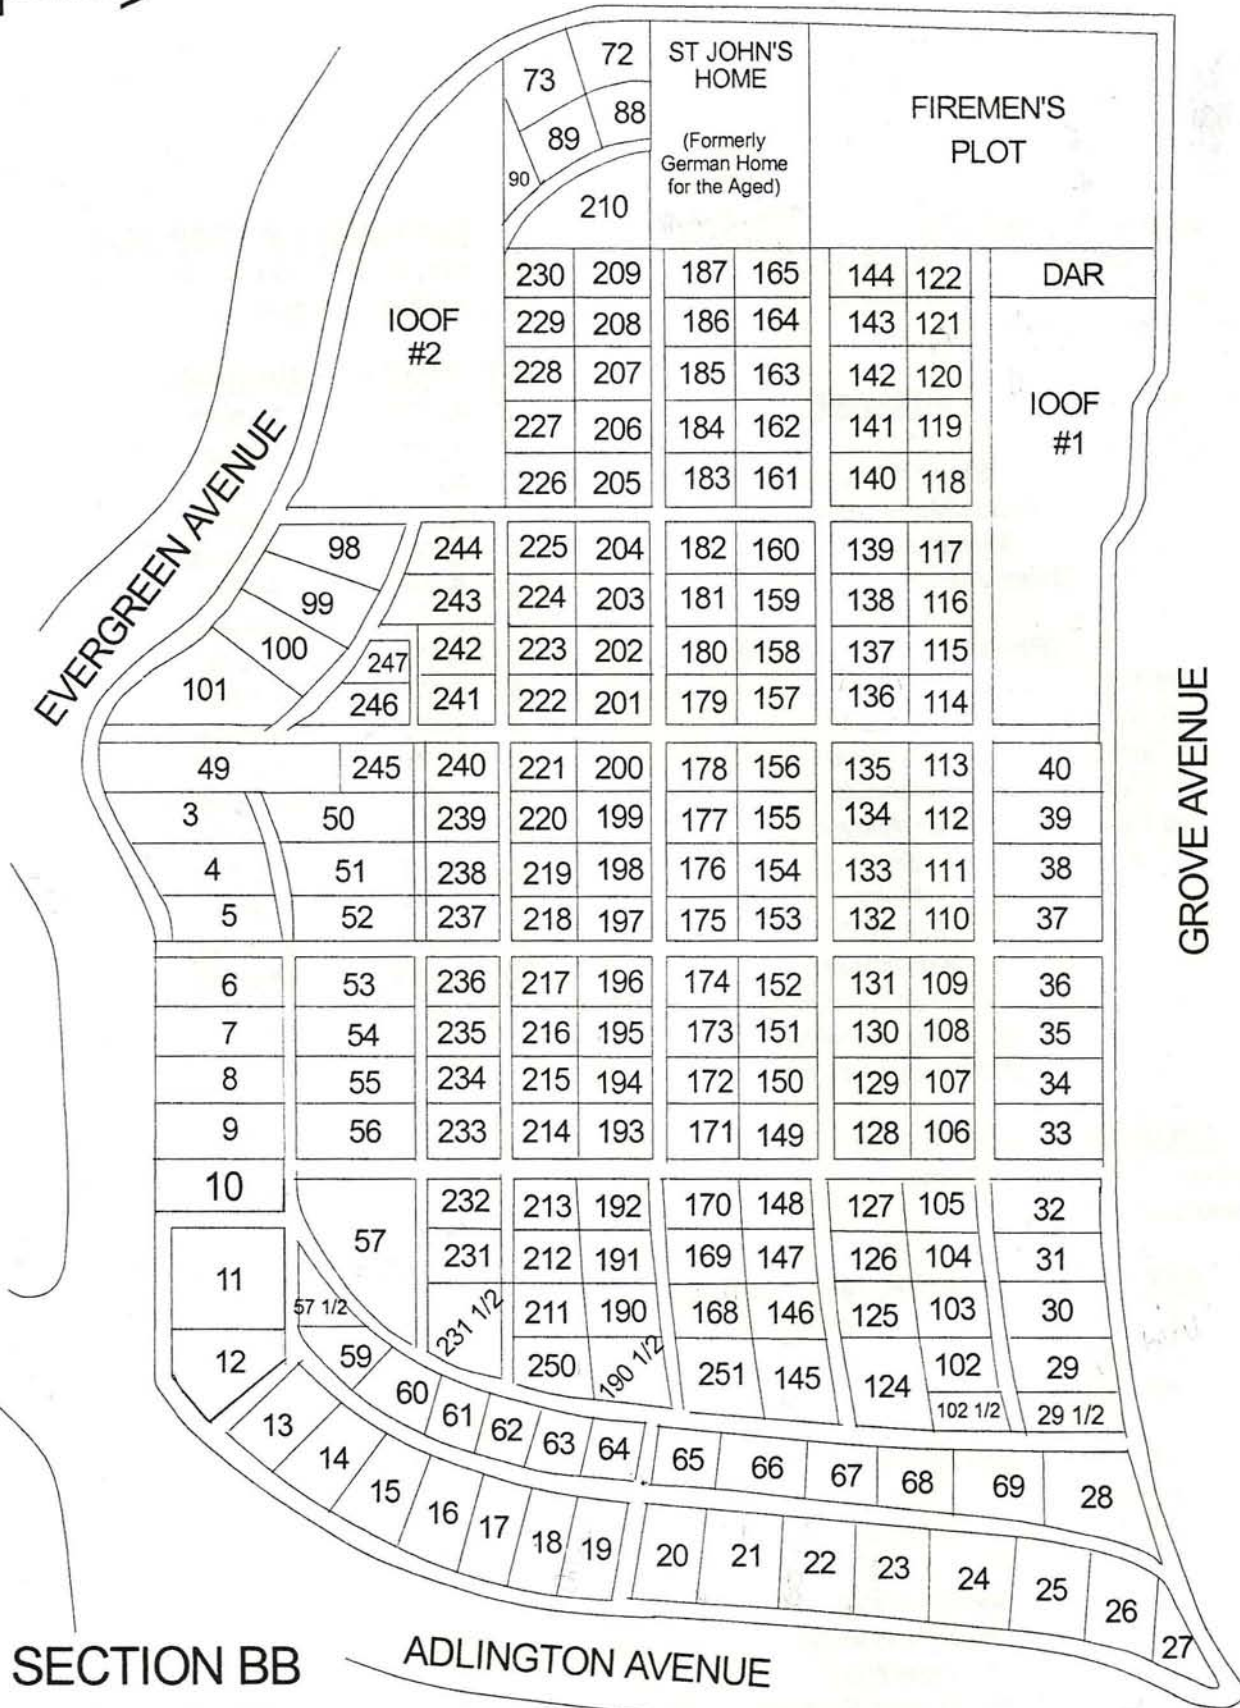 72 ST JOHN'S
73 HOME
FIREMEN'S
88
89 (Formerly PLOT
German Home
90 for the Aged)
210
230 209 187 165 144 122 DAR
IOOF 229 208 186 164 143 121
#2
228 207 185 163 142 120
IOOF
227 206 184 162 141 119 #1
226 205 183 161 140 118
EVERGREEN AVENUE
98 244 225 204 182 160 139 117
99 243 224 203 181 159 138 116
100 247 242 223 202 180 158 137 115
101 246 241 222 201 179 157 136 114
GROVE AVENUE
49 245 240 221 200 178 156 135 113 40
3 50 239 220 199 177 155 134 112 39
4 51 238 219 198 176 154 133 111 38
5 52 237 218 197 175 153 132 110 37
6 53 236 217 196 174 152 131 109 36
7 54 235 216 195 173 151 130 108 35
8 55 234 215 194 172 150 129 107 34
9 56 233 214 193 171 149 128 106 33
10 232 213 192 170 148 127 105 32
57
11 231 212 191 169 147 126 104 31
57 1/2 231 1/2 211 190 168 146 125 103 30
12 59 250 190 1/2 251 145 124 102 29
102 1/2 29 1/2
13 60 61 62 63 64 65 66 67 68 69 28
14 15 16 17 18 19 20 21 22 23 24 25 26 27
SECTION BB ADLINGTON AVENUE